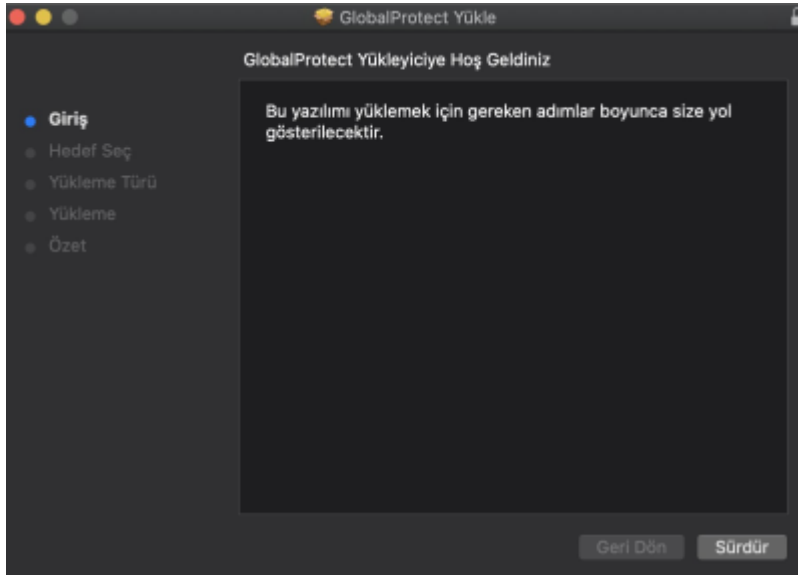 GlobalProtect Yükle
GlobalProtect Yükleyiciye Hoş Geldiniz
Giriş
Hedef Seç
Yükleme Türü
Yükleme
Özet
Bu yazılımı yüklemek için gereken adımlar boyunca size yol
gösterilecektir.
Geri Dön
Sürdür